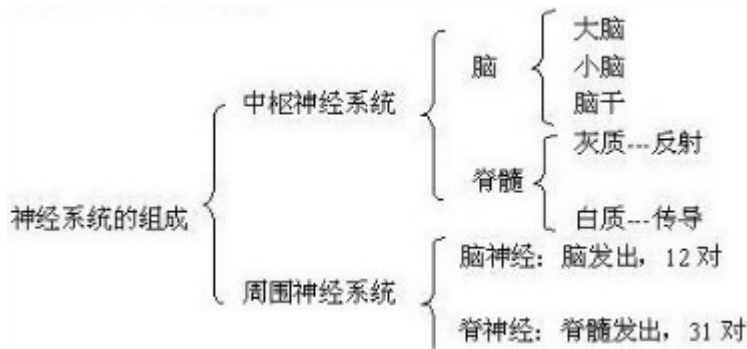 大脑
脑
小脑
中枢神经系统
脑干
灰质---反射
脊髓
神经系统的组成
白质---传导
脑神经：脑发出，12对
周围神经系统
脊神经：脊髓发出，31对